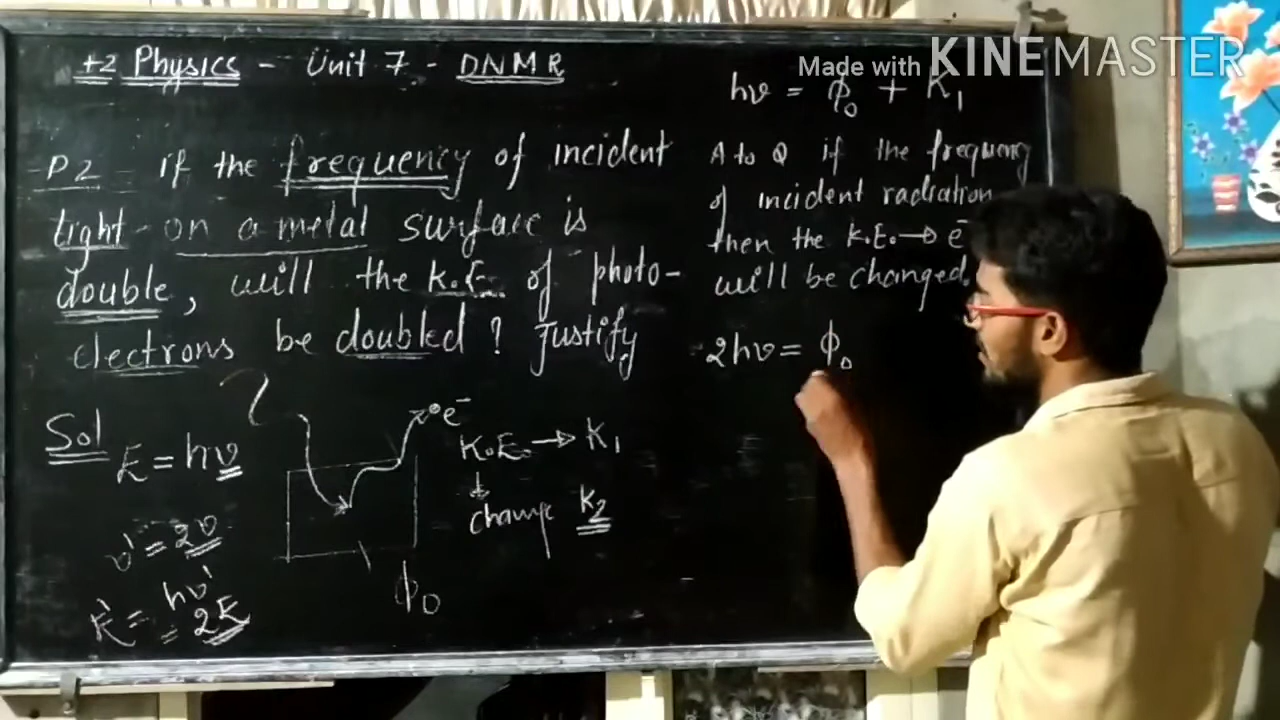 +2 Physics - Unit 7 - DNMR
P2 - if the frequency of incident
light on a metal surface is
double, will the K.E. of photo-
electrons be doubled? Justify
Sol
E = hν
ν' = 2ν
E' = hν'
= 2E
e⁻
ϕ₀
K.E. → K₁
↓
change K₂
Made with KINEMASTER
hν = ϕ₀ + K₁
A to Q if the frequency
of incident radiation
then the K.E. → e⁻
will be changed.
2hν = ϕ₀